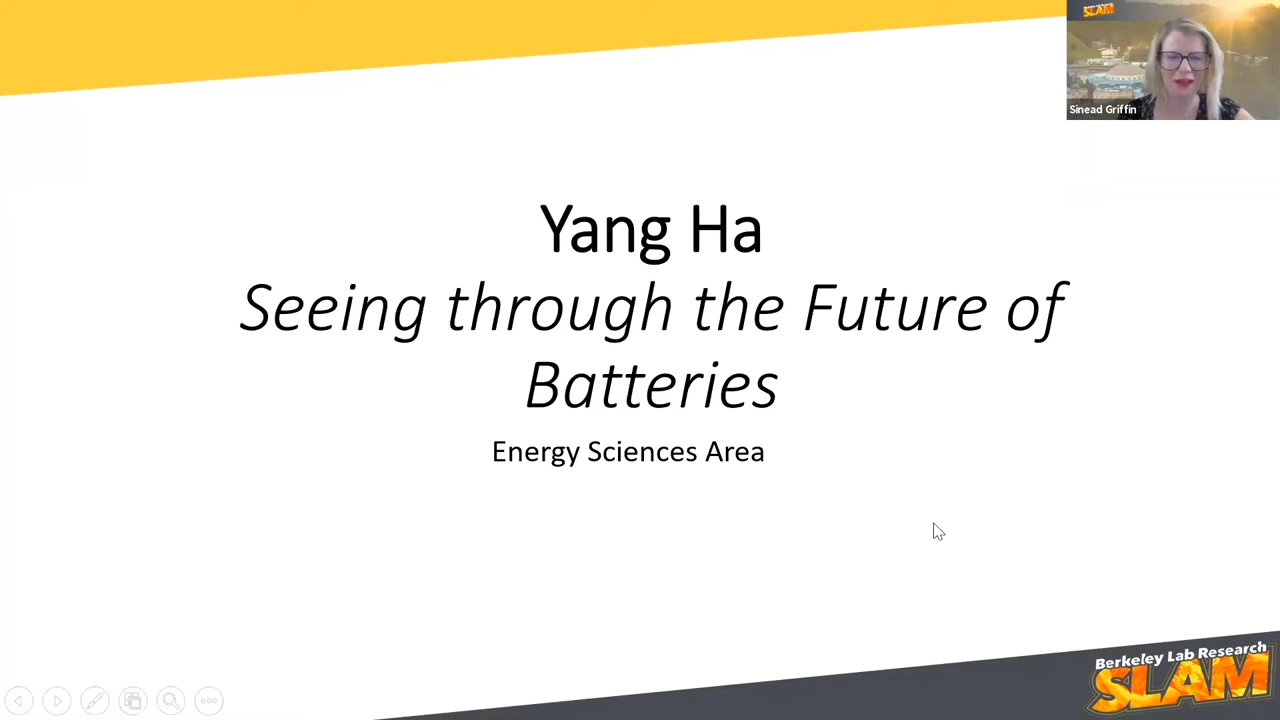 SLAM
Sinead Griffin
Yang Ha
Seeing through the Future of
Batteries
Energy Sciences Area
Berkeley Lab Research
SLAM